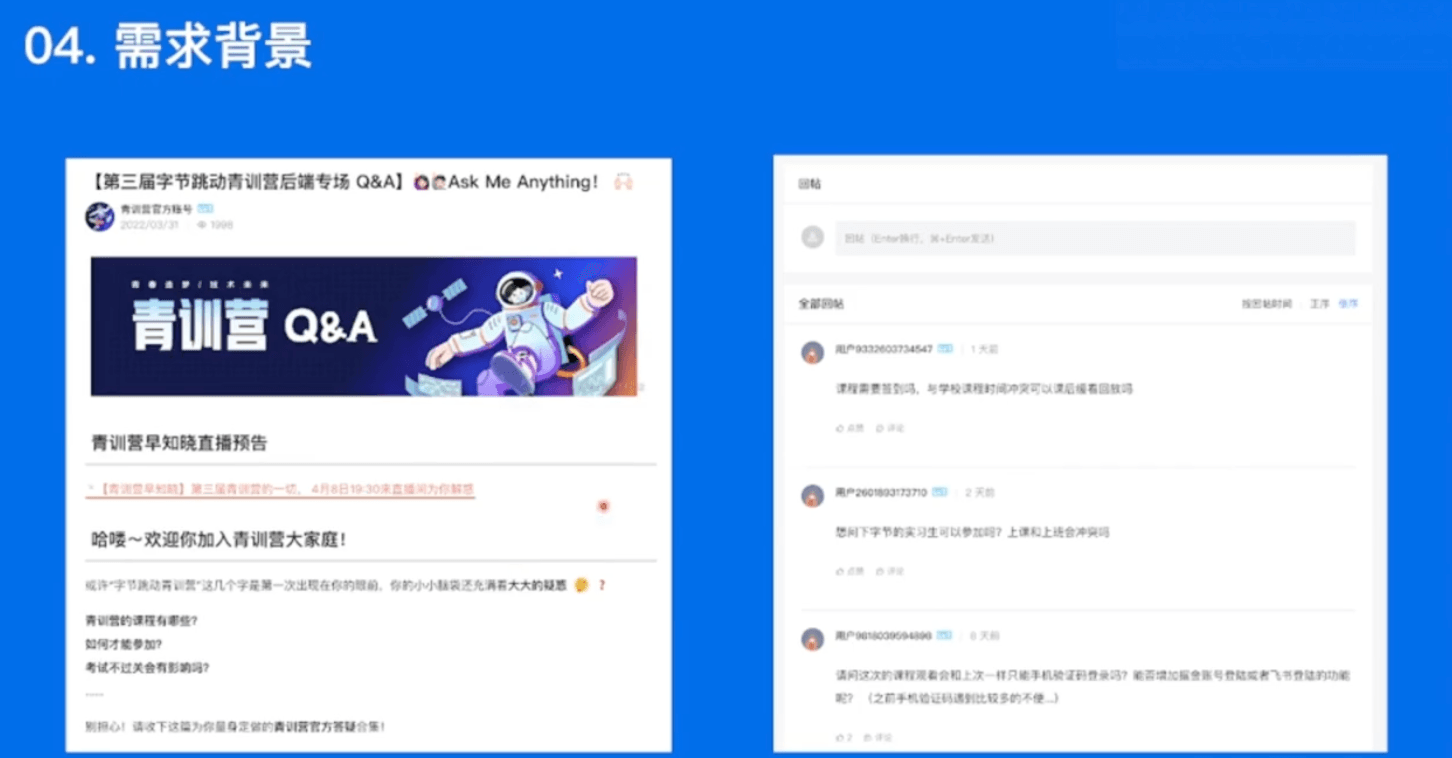 04. 需求背景
【第三届字节跳动青训营后端专场 Q&A】🙋🏻‍♀️🙋🏻Ask Me Anything! 🙌🏻
青训营官方账号
2022/03/31 1998
青春追梦/技术未来
青训营 Q&A
青训营早知晓直播预告
【青训营早知晓】第三届青训营的一切，4月8日19:30来直播间为你解惑
哈喽~欢迎你加入青训营大家庭!
或许"字节跳动青训营"这几个字是第一次出现在你的眼前，你的小小脑袋还充满着大大的疑惑 🤔 ?
青训营的课程有哪些?
如何才能参加?
考试不过关会有影响吗?
......
别担心！请收下这篇为你量身定做的青训营官方答疑合集!
回帖
回帖（Enter换行，⌘+Enter发送）
全部回帖
按回帖时间 正序 倒序
用户9332603734547 1 天前
课程需要签到吗，与学校课程时间冲突可以课后缓看回放吗
点赞 评论
用户2601893173710 2 天前
想问下字节的实习生可以参加吗？上课和上班会冲突吗
点赞 评论
用户9818039594898 8 天前
请问这次的课程观看会和上次一样只能手机验证码登录吗？能否增加掘金账号登陆或者飞书登陆的功能
呢？（之前手机验证码遇到比较多的不便...）
2 评论